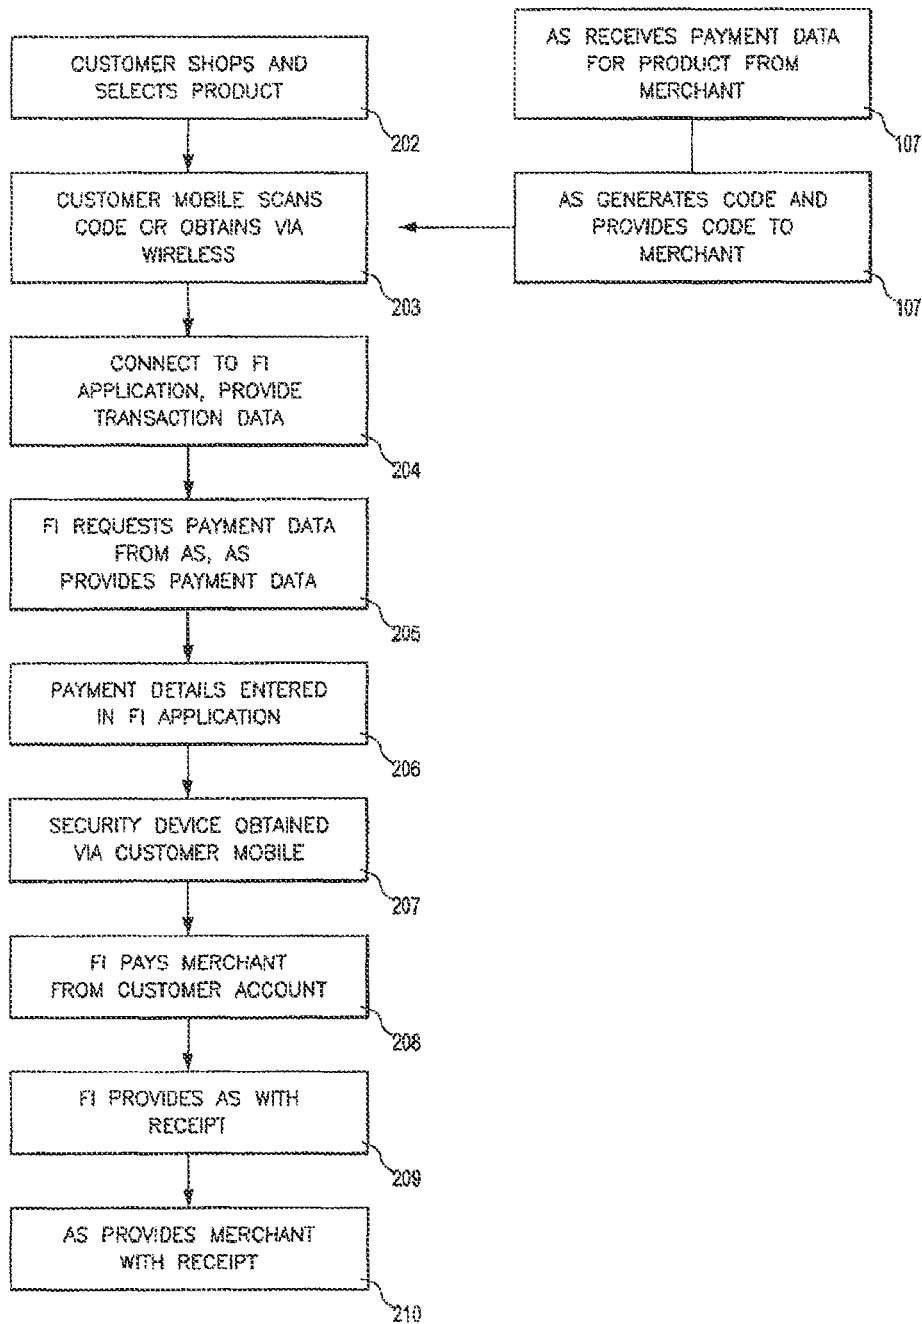 CUSTOMER SHOPS AND
SELECTS PRODUCT
202
AS RECEIVES PAYMENT DATA
FOR PRODUCT FROM
MERCHANT
107
CUSTOMER MOBILE SCANS
CODE OR OBTAINS VIA
WIRELESS
203
AS GENERATES CODE AND
PROVIDES CODE TO
MERCHANT
107
CONNECT TO FI
APPLICATION, PROVIDE
TRANSACTION DATA
204
FI REQUESTS PAYMENT DATA
FROM AS, AS
PROVIDES PAYMENT DATA
205
PAYMENT DETAILS ENTERED
IN FI APPLICATION
206
SECURITY DEVICE OBTAINED
VIA CUSTOMER MOBILE
207
FI PAYS MERCHANT
FROM CUSTOMER ACCOUNT
208
FI PROVIDES AS WITH
RECEIPT
209
AS PROVIDES MERCHANT
WITH RECEIPT
210